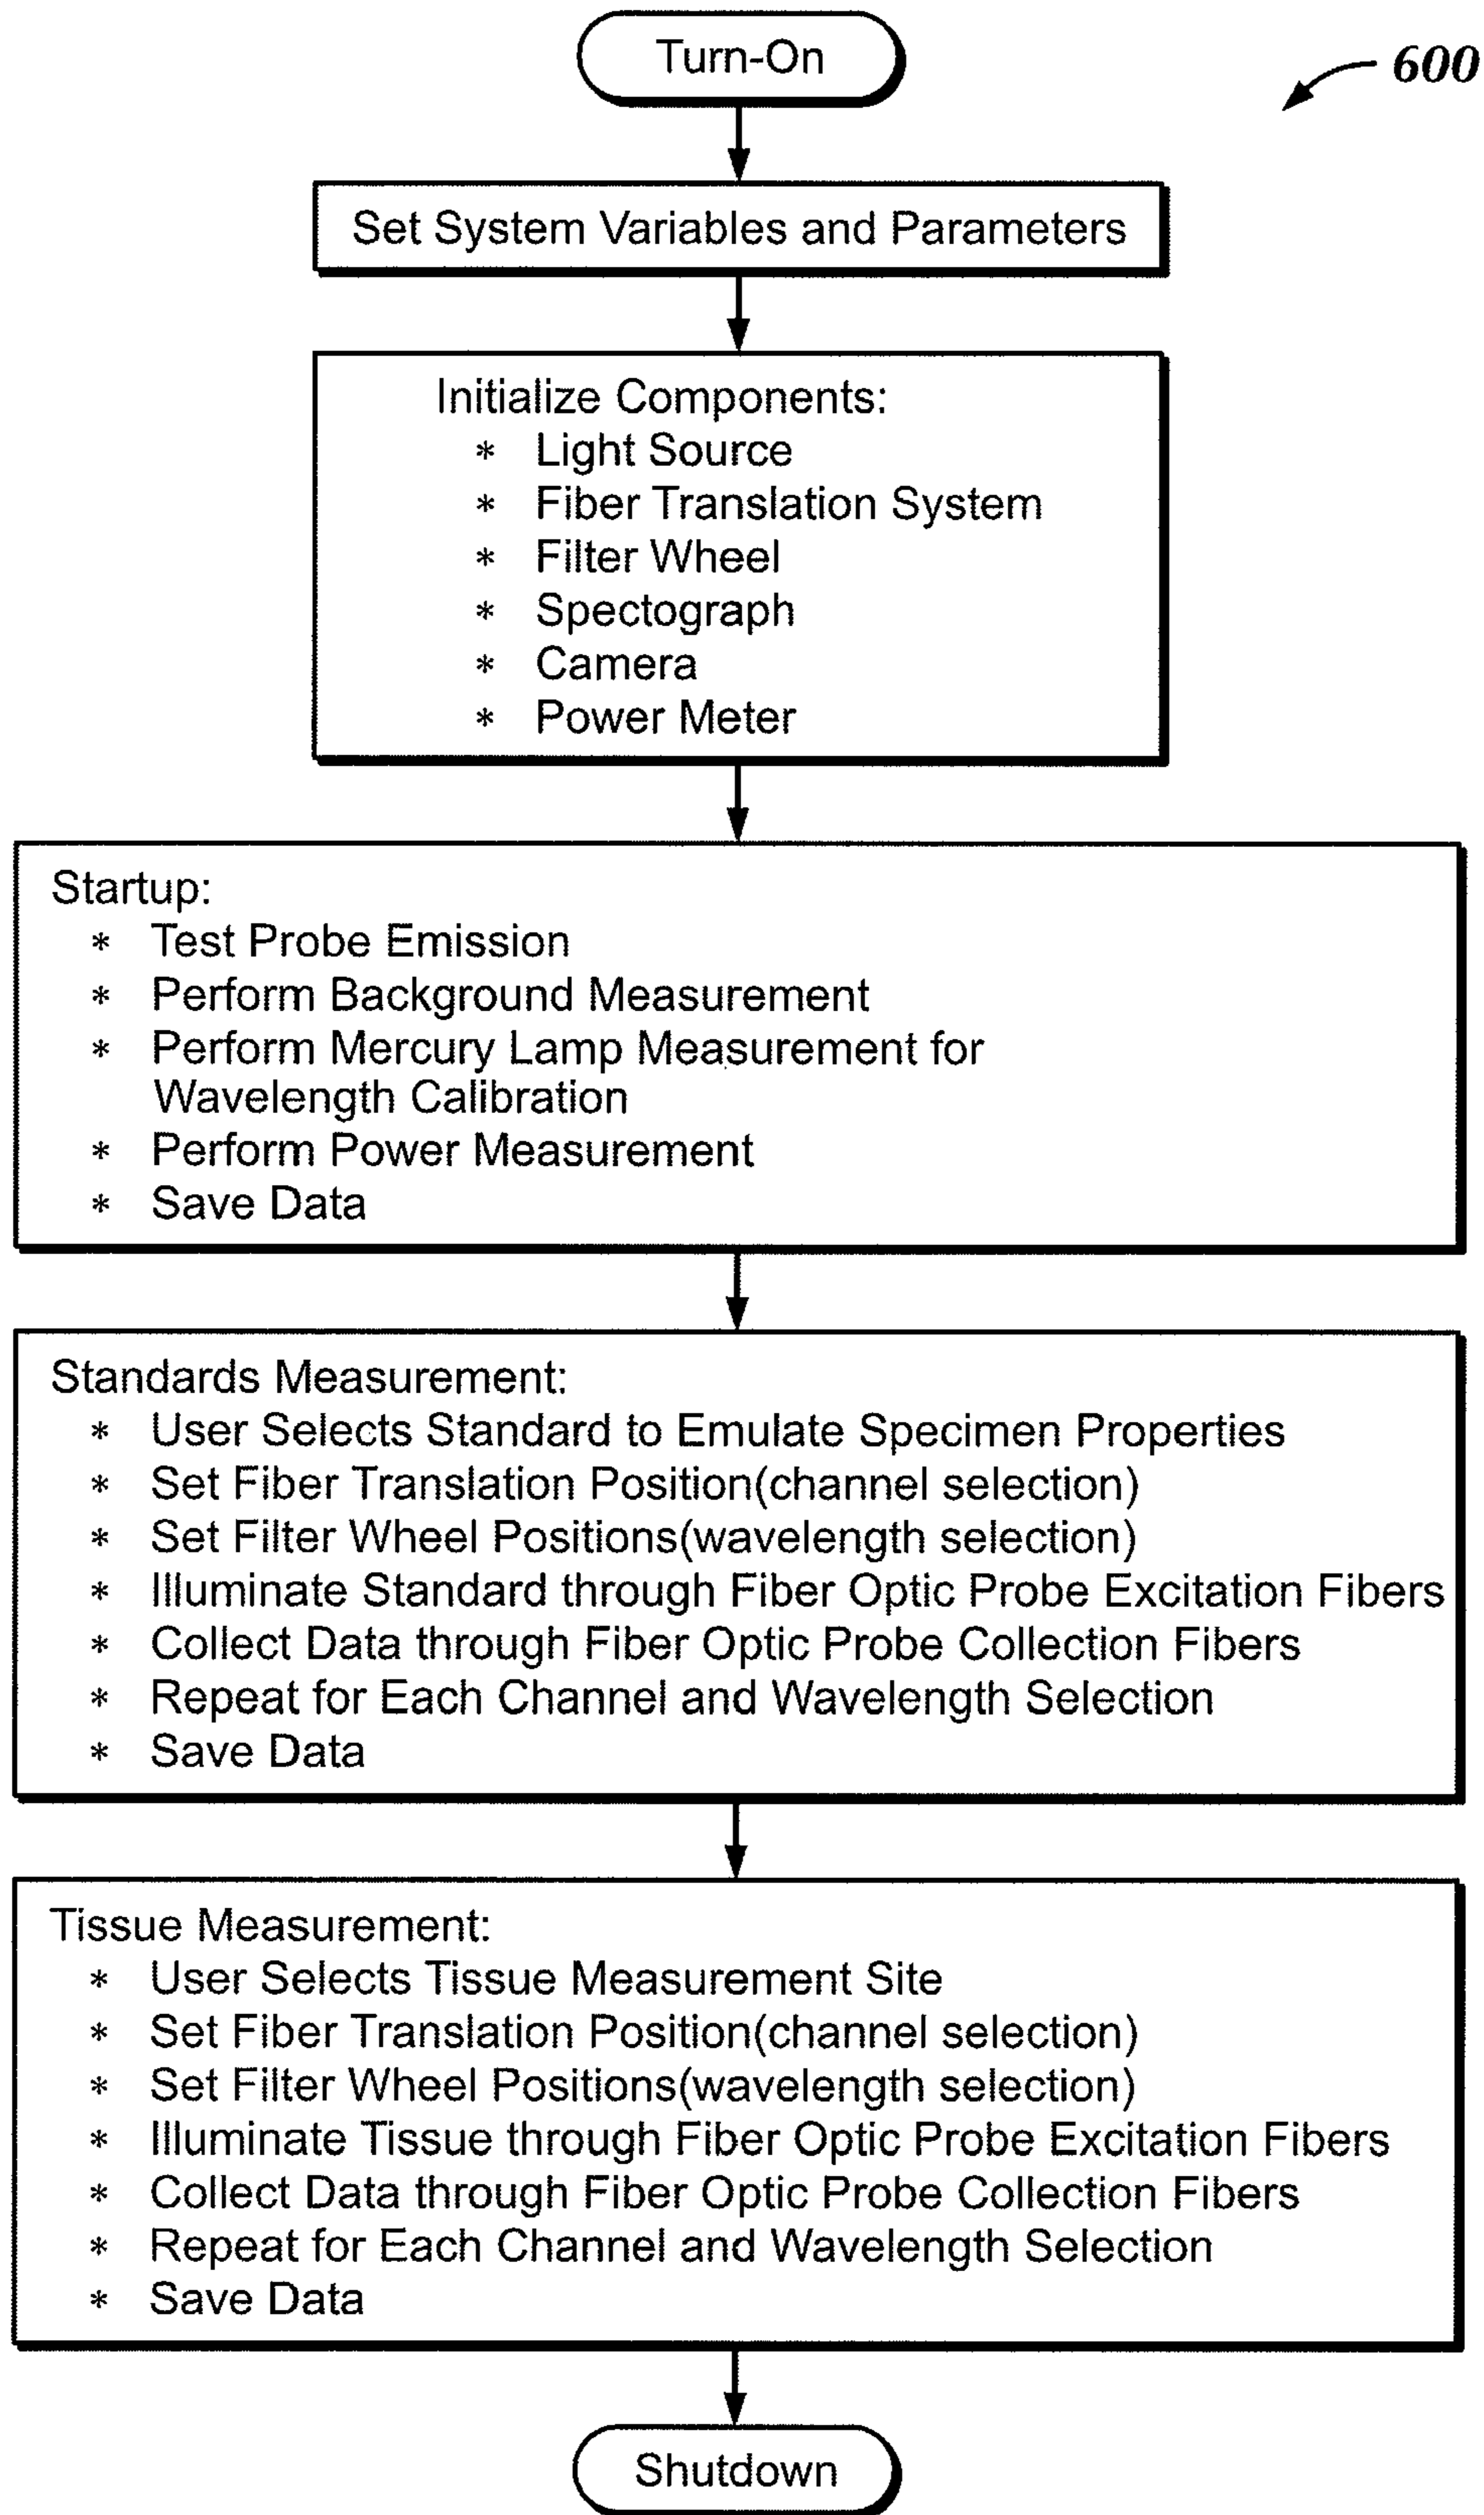 Turn-On
600
Set System Variables and Parameters
Initialize Components:
* Light Source
* Fiber Translation System
* Filter Wheel
* Spectograph
* Camera
* Power Meter
Startup:
* Test Probe Emission
* Perform Background Measurement
* Perform Mercury Lamp Measurement for
Wavelength Calibration
* Perform Power Measurement
* Save Data
Standards Measurement:
* User Selects Standard to Emulate Specimen Properties
* Set Fiber Translation Position(channel selection)
* Set Filter Wheel Positions(wavelength selection)
* Illuminate Standard through Fiber Optic Probe Excitation Fibers
* Collect Data through Fiber Optic Probe Collection Fibers
* Repeat for Each Channel and Wavelength Selection
* Save Data
Tissue Measurement:
* User Selects Tissue Measurement Site
* Set Fiber Translation Position(channel selection)
* Set Filter Wheel Positions(wavelength selection)
* Illuminate Tissue through Fiber Optic Probe Excitation Fibers
* Collect Data through Fiber Optic Probe Collection Fibers
* Repeat for Each Channel and Wavelength Selection
* Save Data
Shutdown